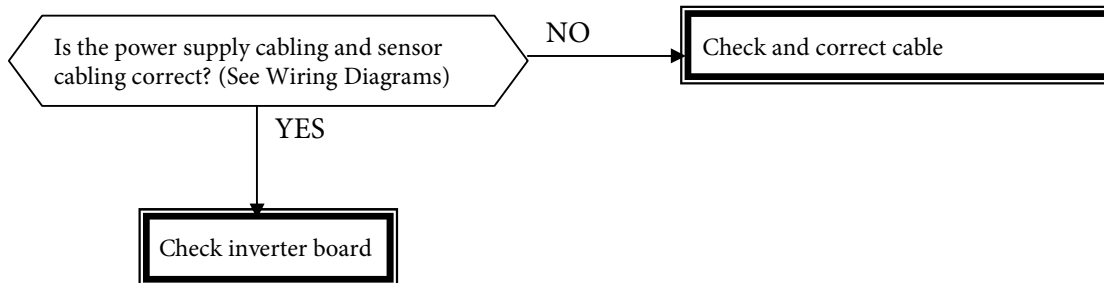 Is the power supply cabling and sensor
cabling correct? (See Wiring Diagrams)
NO
Check and correct cable
YES
Check inverter board